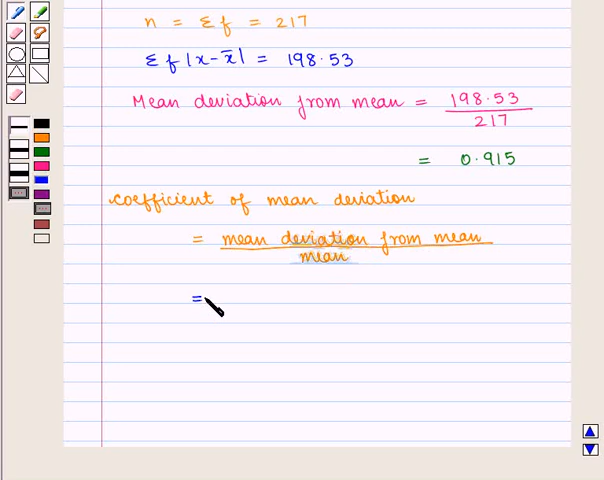 n = Σf = 217
Σf|x-x̄| = 198.53
Mean deviation from mean = 198.53
217
= 0.915
coefficient of mean deviation
= mean deviation from mean
mean
=